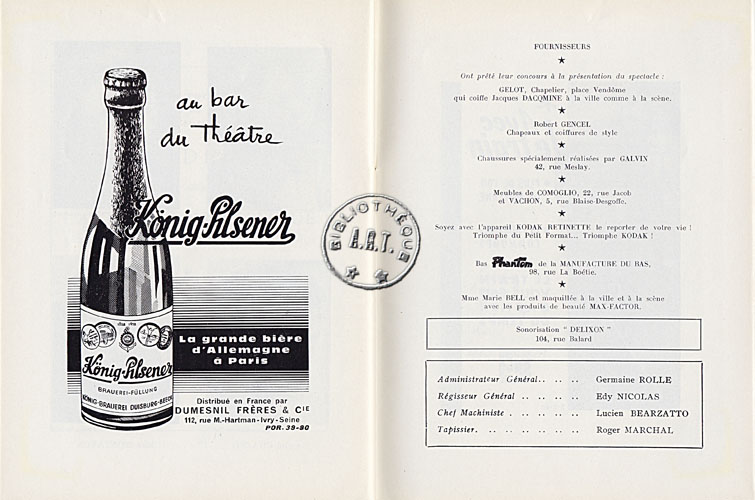 au bar
du Théâtre
König-Pilsener
La grande bière
d'Allemagne
à Paris
König-Pilsener
BRAUEREI-FÜLLUNG
KÖNIG-BRAUEREI DUISBURG-BEECK
Distribué en France par
DUMESNIL FRÈRES & CIE
112, rue M.-Hartman-Ivry-Seine
POR. 39-90
BIBLIOTHÈQUE
A.R.T.
FOURNISSEURS
Ont prêté leur concours à la présentation du spectacle :
GELOT, Chapelier, place Vendôme
qui coiffe Jacques DACQMINE à la ville comme à la scène.
Robert GENCEL
Chapeaux et coiffures de style
Chaussures spécialement réalisées par GALVIN
42, rue Meslay.
Meubles de COMOGLIO, 22, rue Jacob
et VACHON, 5, rue Blaise-Desgoffe.
Soyez avec l'appareil KODAK RETINETTE le reporter de votre vie !
Triomphe du Petit Format... Triomphe KODAK !
Bas Phantom de la MANUFACTURE DU BAS,
98, rue La Boétie.
Mme Marie BELL est maquillée à la ville et à la scène
avec les produits de beauté MAX-FACTOR.
Sonorisation " DELIXON "
104, rue Balard
Administrateur Général.. .. .. Germaine ROLLE
Régisseur Général .. .. .. .. Edy NICOLAS
Chef Machiniste . .. .. .. .. Lucien BEARZATTO
Tapissier. .. .. .. .. .. .. Roger MARCHAL